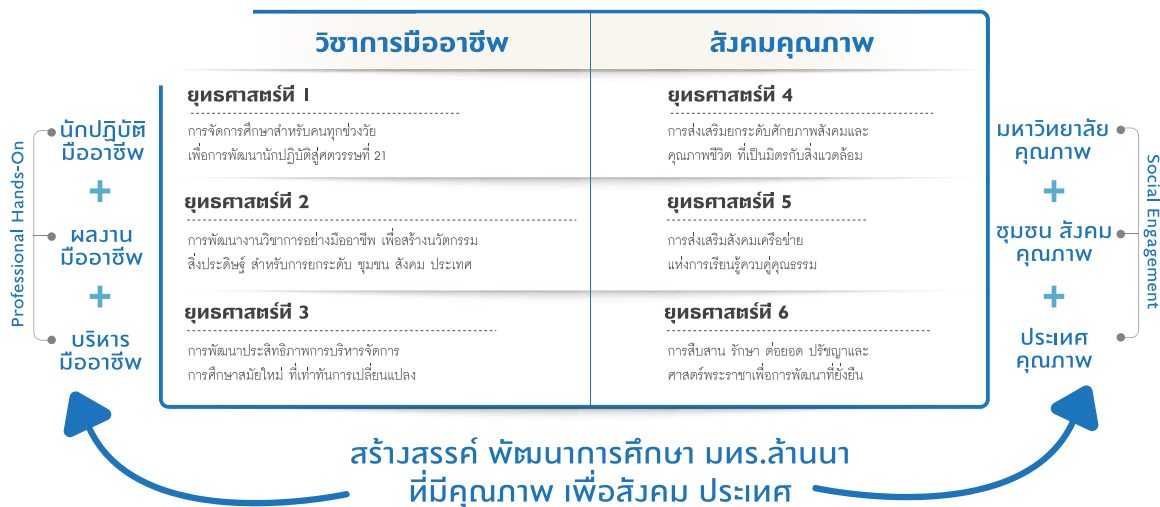 วิชาการมืออาชีพ
สังคมคุณภาพ
Professional Hands-On
นักปฏิบัติ
มืออาชีพ
+
ผลงาน
มืออาชีพ
+
บริหาร
มืออาชีพ
ยุทธศาสตร์ที่ 1
การจัดการศึกษาสำหรับคนทุกช่วงวัย
เพื่อการพัฒนานักปฏิบัติสู่ศตวรรษที่ 21
ยุทธศาสตร์ที่ 2
การพัฒนางานวิชาการอย่างมืออาชีพ เพื่อสร้างนวัตกรรม
สิ่งประดิษฐ์ สำหรับการยกระดับ ชุมชน สังคม ประเทศ
ยุทธศาสตร์ที่ 3
การพัฒนาประสิทธิภาพการบริหารจัดการ
การศึกษาสมัยใหม่ ที่เท่าทันการเปลี่ยนแปลง
ยุทธศาสตร์ที่ 4
การส่งเสริมยกระดับศักยภาพสังคมและ
คุณภาพชีวิต ที่เป็นมิตรกับสิ่งแวดล้อม
ยุทธศาสตร์ที่ 5
การส่งเสริมสังคมเครือข่าย
แห่งการเรียนรู้ควบคู่คุณธรรม
ยุทธศาสตร์ที่ 6
การสืบสาน รักษา ต่อยอด ปรัชญาและ
ศาสตร์พระราชาเพื่อการพัฒนาที่ยั่งยืน
มหาวิทยาลัย
คุณภาพ
+
ชุมชน สังคม
คุณภาพ
+
ประเทศ
คุณภาพ
Social Engagement
สร้างสรรค์ พัฒนาการศึกษา มทร.ล้านนา
ที่มีคุณภาพ เพื่อสังคม ประเทศ